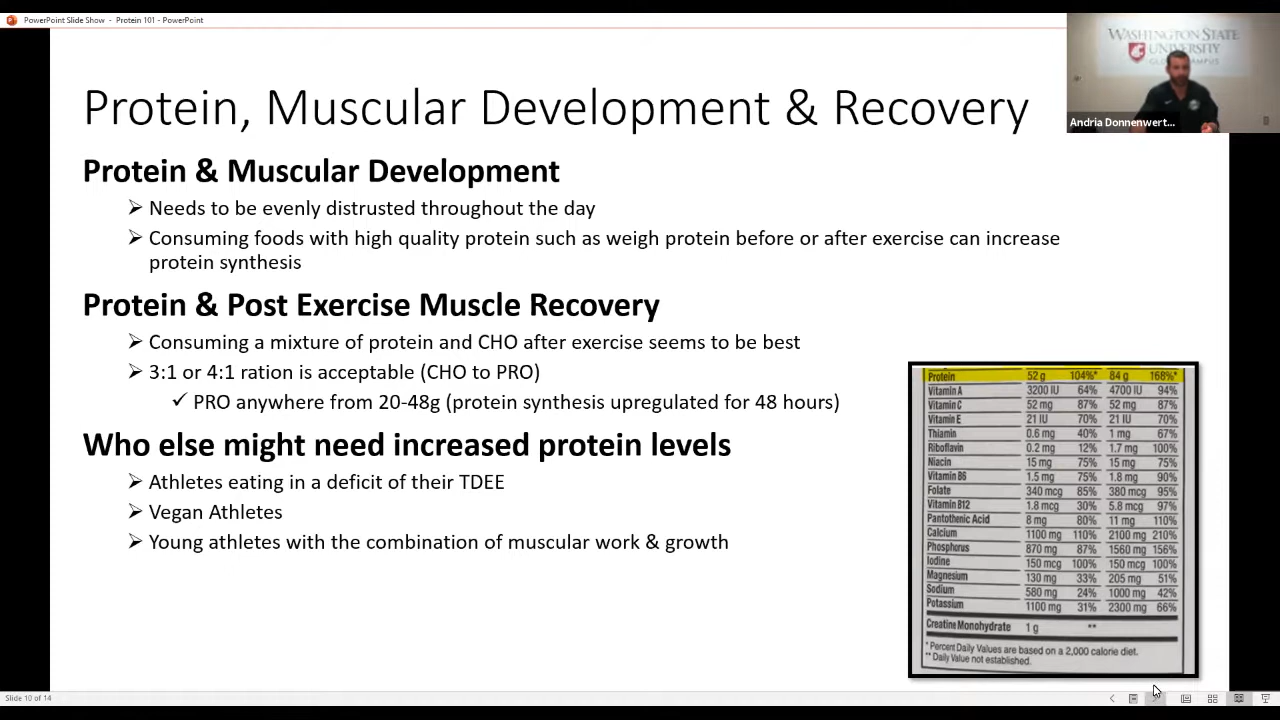 PowerPoint Slide Show - Protein 101 - PowerPoint
WASHINGTON STATE
UNIVERSITY
Andria Donnenwert...
Protein, Muscular Development & Recovery
Protein & Muscular Development
➢ Needs to be evenly distrusted throughout the day
➢ Consuming foods with high quality protein such as weigh protein before or after exercise can increase
protein synthesis
Protein & Post Exercise Muscle Recovery
➢ Consuming a mixture of protein and CHO after exercise seems to be best
➢ 3:1 or 4:1 ration is acceptable (CHO to PRO)
✓ PRO anywhere from 20-48g (protein synthesis upregulated for 48 hours)
Who else might need increased protein levels
➢ Athletes eating in a deficit of their TDEE
➢ Vegan Athletes
➢ Young athletes with the combination of muscular work & growth
Protein 52 g 104%* 84 g 168%*
Vitamin A 3200 IU 64% 4700 IU 94%
Vitamin C 52 mg 87% 52 mg 87%
Vitamin E 21 IU 70% 21 IU 70%
Thiamin 0.6 mg 40% 1 mg 67%
Riboflavin 0.2 mg 12% 1.7 mg 100%
Niacin 15 mg 75% 15 mg 75%
Vitamin B6 1.5 mg 75% 1.8 mg 90%
Folate 340 mcg 85% 380 mcg 95%
Vitamin B12 1.8 mcg 30% 5.8 mcg 97%
Pantothenic Acid 8 mg 80% 11 mg 110%
Calcium 1100 mg 110% 2100 mg 210%
Phosphorus 870 mg 87% 1560 mg 156%
Iodine 150 mcg 100% 150 mcg 100%
Magnesium 130 mg 33% 205 mg 51%
Sodium 580 mg 24% 1000 mg 42%
Potassium 1100 mg 31% 2300 mg 66%
Creatine Monohydrate 1 g **
* Percent Daily Values are based on a 2,000 calorie diet.
** Daily Value not established.
Slide 10 of 14